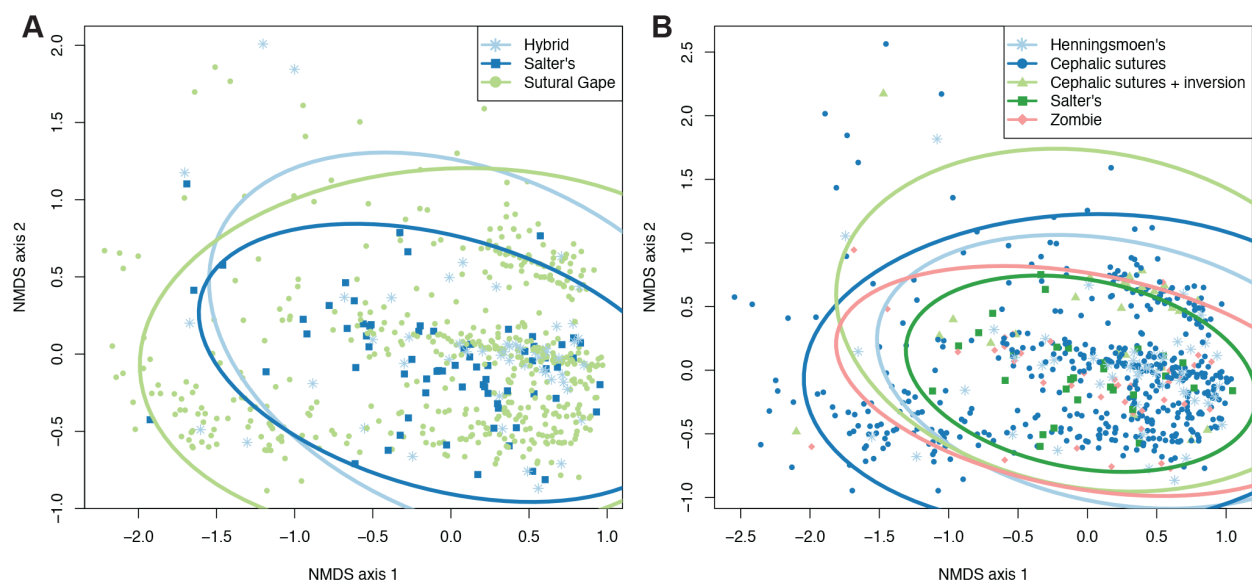 A
Hybrid
Salter's
Sutural Gape
NMDS axis 2
2.0
1.5
1.0
0.5
0.0
−0.5
−1.0
−2.0 −1.5 −1.0 −0.5 0.0 0.5 1.0
NMDS axis 1
B
Henningsmoen's
Cephalic sutures
Cephalic sutures + inversion
Salter's
Zombie
NMDS axis 2
2.5
2.0
1.5
1.0
0.5
0.0
−0.5
−1.0
−2.5 −2.0 −1.5 −1.0 −0.5 0.0 0.5 1.0
NMDS axis 1